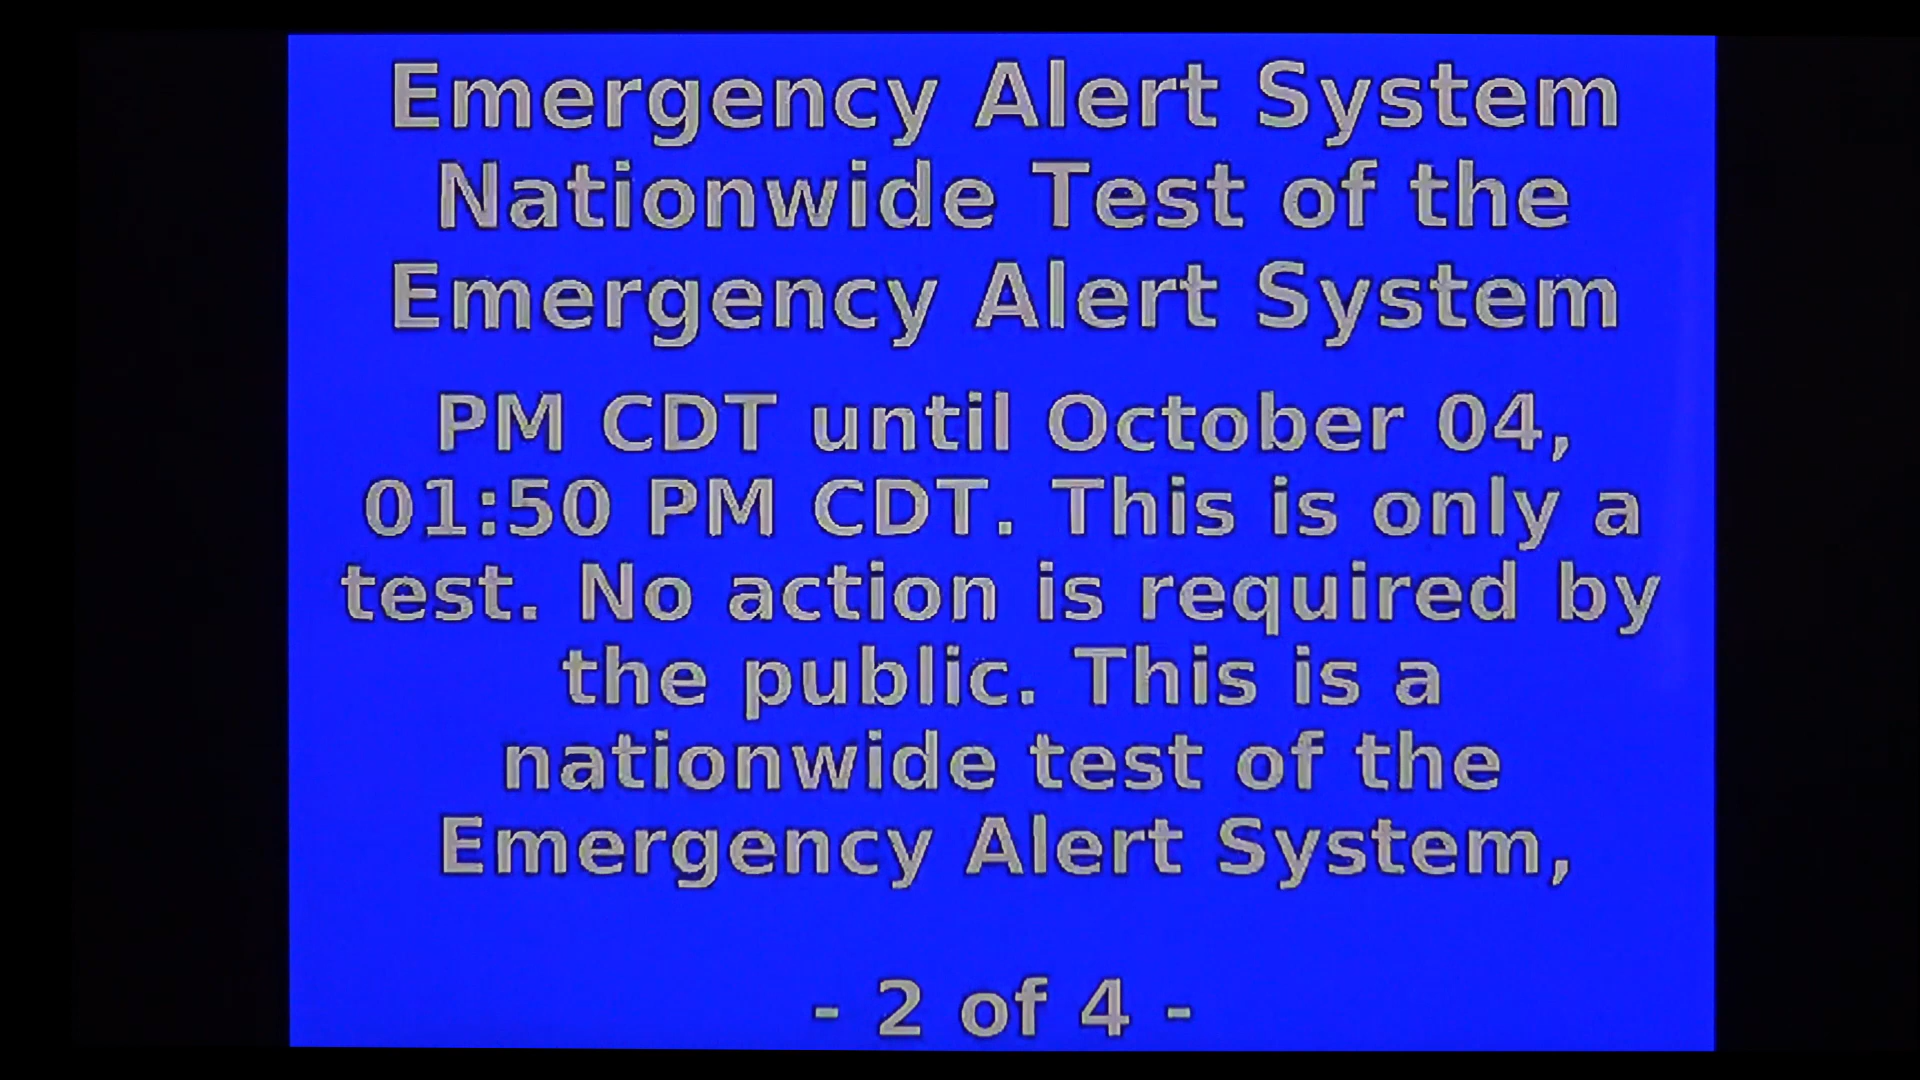 Emergency Alert System
Nationwide Test of the
Emergency Alert System
PM CDT until October 04,
01:50 PM CDT. This is only a
test. No action is required by
the public. This is a
nationwide test of the
Emergency Alert System,
- 2 of 4 -